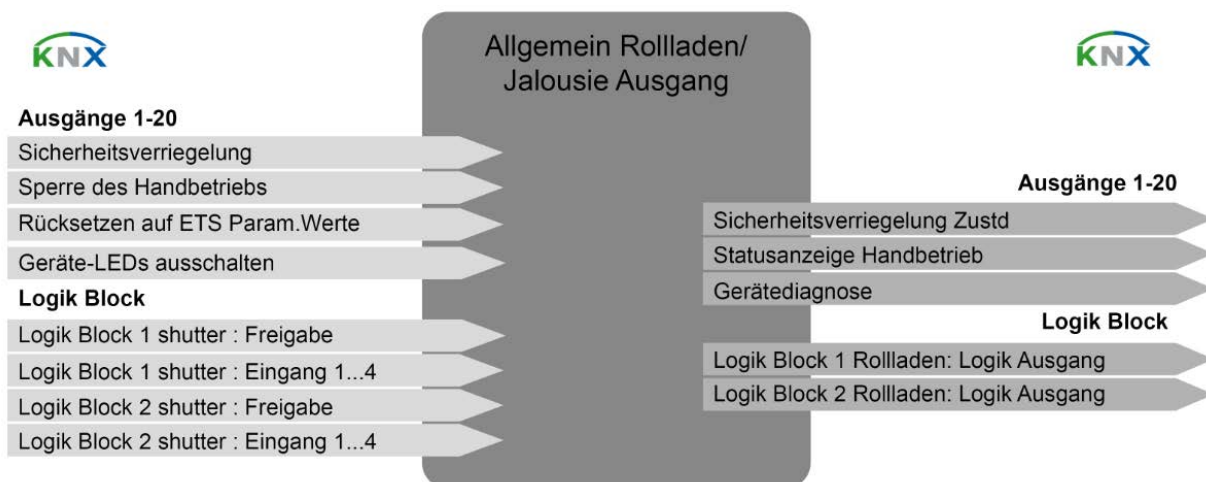 KNX
Allgemein Rollladen/
Jalousie Ausgang
KNX
Ausgänge 1-20
Sicherheitsverriegelung
Sperre des Handbetriebs
Rücksetzen auf ETS Param.Werte
Geräte-LEDs ausschalten
Logik Block
Logik Block 1 shutter : Freigabe
Logik Block 1 shutter : Eingang 1...4
Logik Block 2 shutter : Freigabe
Logik Block 2 shutter : Eingang 1...4
Ausgänge 1-20
Sicherheitsverriegelung Zustd
Statusanzeige Handbetrieb
Gerätediagnose
Logik Block
Logik Block 1 Rollladen: Logik Ausgang
Logik Block 2 Rollladen: Logik Ausgang